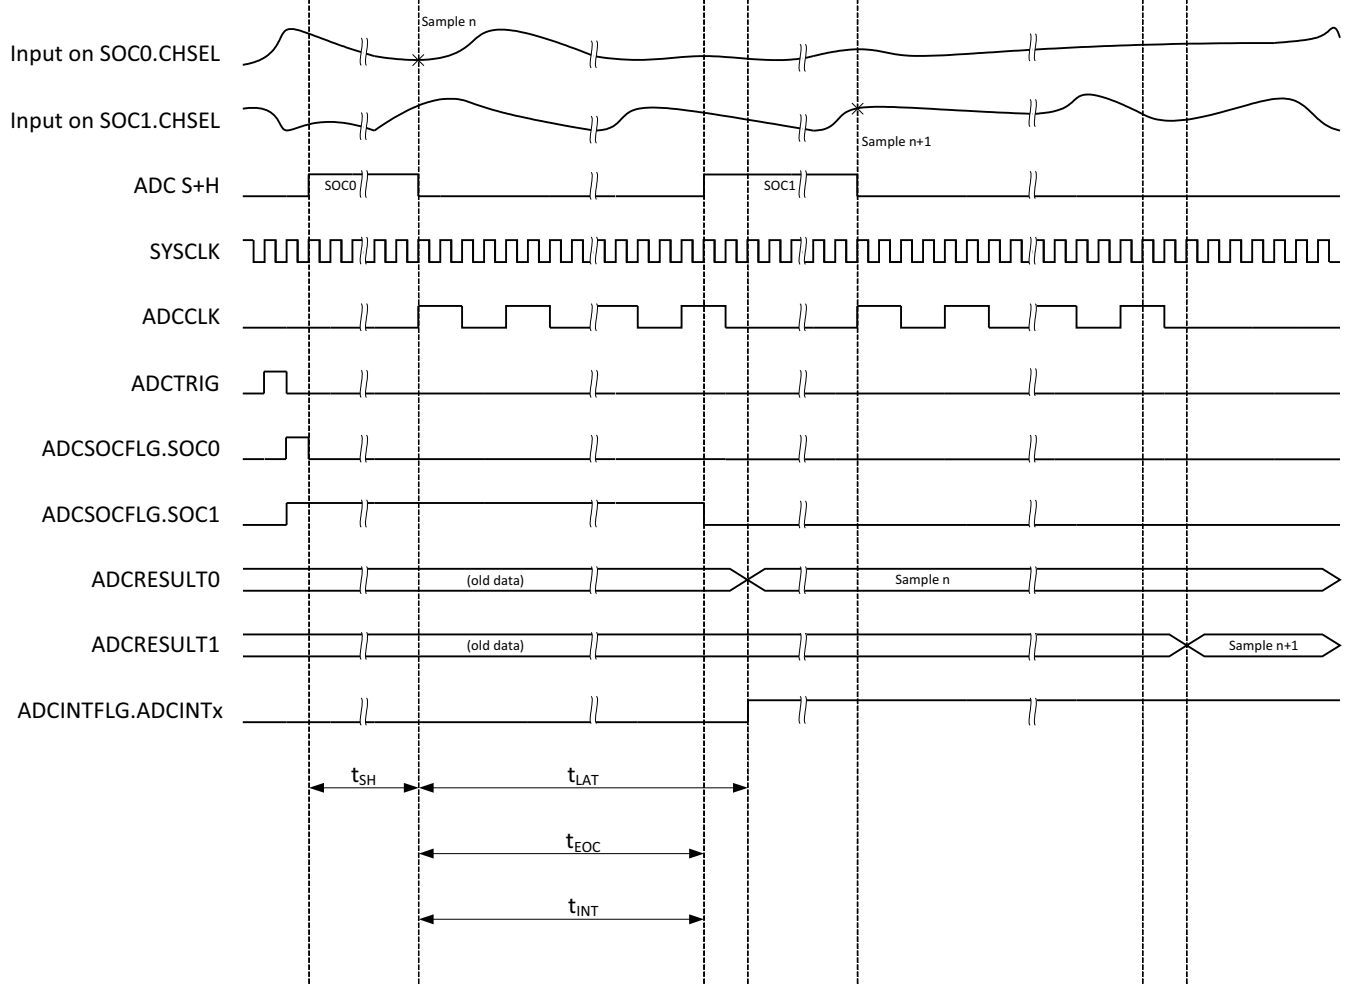 Sample n
Input on SOC0.CHSEL
Input on SOC1.CHSEL
Sample n+1
ADC S+H
SOC0
SOC1
SYSCLK
ADCCLK
ADCTRIG
ADCSOCFLG.SOC0
ADCSOCFLG.SOC1
ADCRESULT0
(old data)
Sample n
ADCRESULT1
(old data)
Sample n+1
ADCINTFLG.ADCINTx
tSH
tLAT
tEOC
tINT